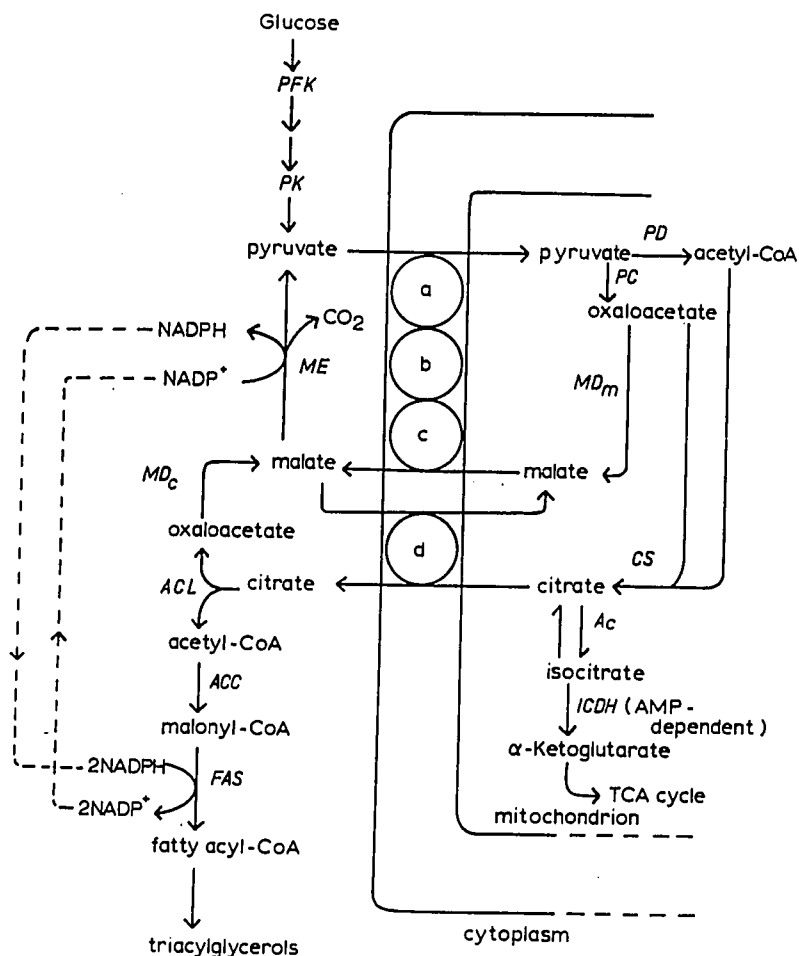 Glucose
PFK
PK
pyruvate
pyruvate
PD
acetyl-CoA
PC
oxaloacetate
a
NADPH
CO2
b
ME
NADP+
MDm
c
malate
malate
MDc
oxaloacetate
d
CS
ACL
citrate
citrate
acetyl-CoA
Ac
isocitrate
ACC
ICDH (AMP-
dependent)
malonyl-CoA
α-Ketoglutarate
2NADPH
FAS
TCA cycle
2NADP+
mitochondrion
fatty acyl-CoA
cytoplasm
triacylglycerols